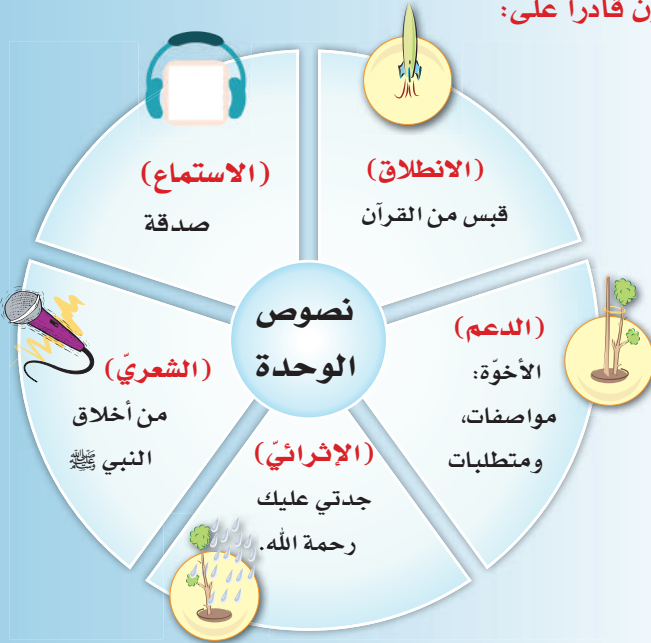 ن قادرا على:
(الانطلاق)
قبس من القرآن
(الاستماع)
صدقة
(الدعم)
الأخوّة:
مواصفات،
ومتطلبات
نصوص
الوحدة
(الشعريّ)
من أخلاق
النبي ﷺ
(الإثرائيّ)
جدتي عليك
رحمة الله.